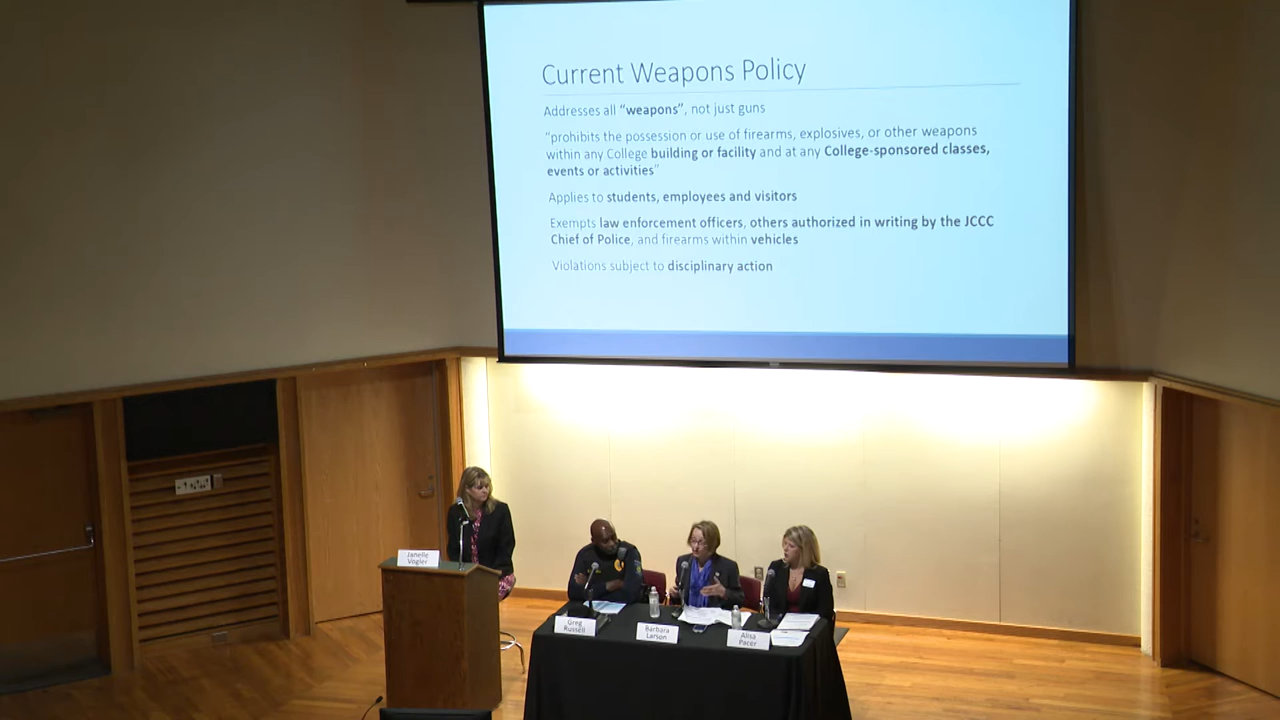 Current Weapons Policy
Addresses all “weapons”, not just guns
“prohibits the possession or use of firearms, explosives, or other weapons
within any College building or facility and at any College-sponsored classes,
events or activities”
Applies to students, employees and visitors
Exempts law enforcement officers, others authorized in writing by the JCCC
Chief of Police, and firearms within vehicles
Violations subject to disciplinary action
Janelle
Vogler
Greg
Russell
Barbara
Larson
Alisa
Pacer